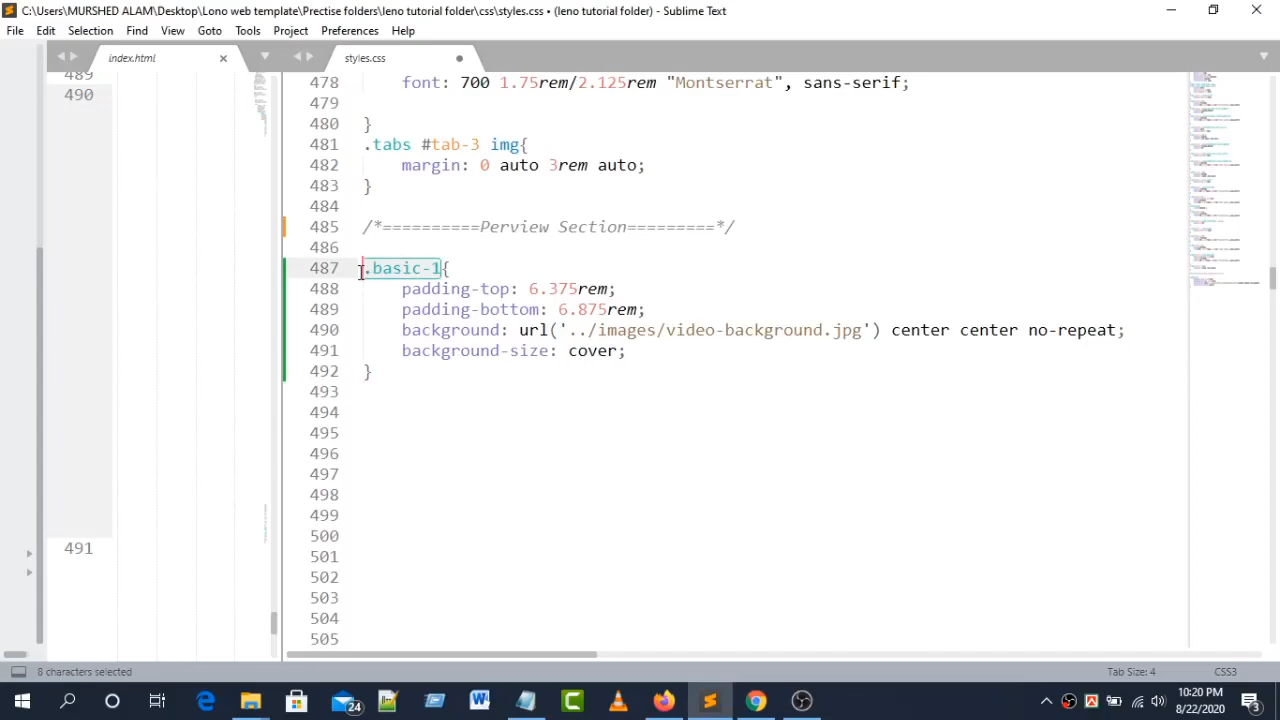 C:\Users\MURSHED ALAM\Desktop\Lono web template\Prectise folders\leno tutorial folder\css\styles.css • (leno tutorial folder) - Sublime Text
File Edit Selection Find View Goto Tools Project Preferences Help
index.html styles.css
489
490
491
478 font: 700 1.75rem/2.125rem "Montserrat", sans-serif;
479
480 }
481 .tabs #tab-3 img{
482 margin: 0 auto 3rem auto;
483 }
484
485 /*==========Preview Section=========*/
486
487 .basic-1{
488 padding-top: 6.375rem;
489 padding-bottom: 6.875rem;
490 background: url('../images/video-background.jpg') center center no-repeat;
491 background-size: cover;
492 }
493
494
495
496
497
498
499
500
501
502
503
504
505
8 characters selected Tab Size: 4 CSS3
24
10:20 PM
8/22/2020
3